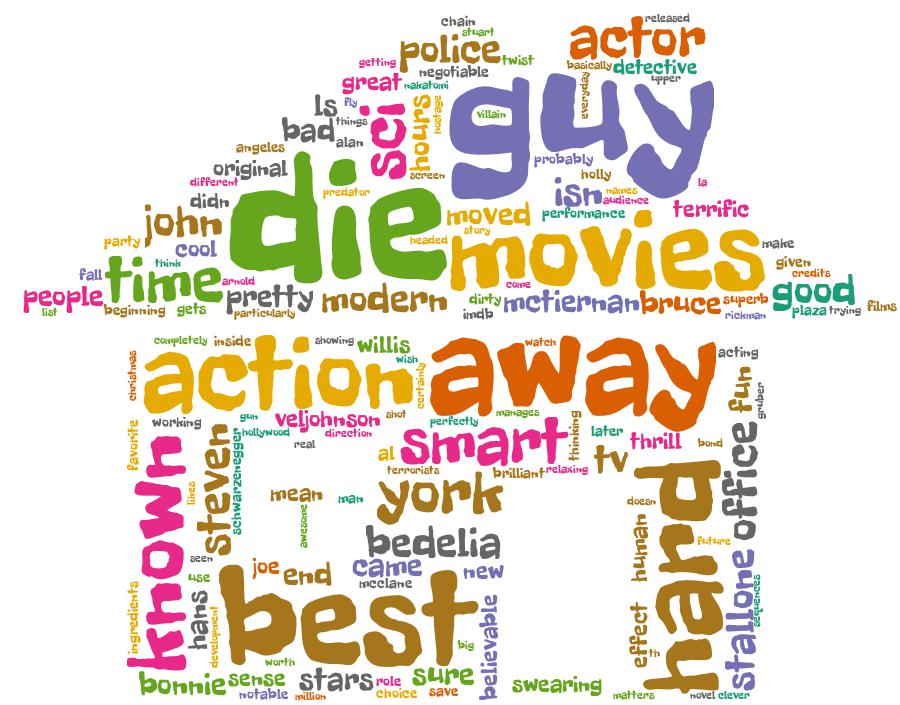 chain
released
stuart
actor
police
twist
getting
negotiable
basically
detective
great
nakatomi
everyday
upper
guy
ls
fly
sci
hours
hostage
villain
bad
things
alan
angeles
original
screen
probably
different
predator
die
holly
isn
names
audience
la
didn
john
moved
performance
terrific
party
cool
story
headed
movies
make
think
fall
time
arnold
come
given
credits
people
pretty
modern
dirty
mctiernan
bruce
superb
good
list
beginning
gets
particularly
imdb
rickman
plaza
trying
films
completely
inside
showing
willis
watch
acting
christmas
action
wish
certainly
away
fun
gruber
working
gun
veljohnson
shot
perfectly
manages
favorite
known
steven
schwarzenegger
hollywood
direction
real
smart
thinking
later
thrill
bond
al
tv
terrorists
brilliant
relaxing
likes
mean
man
york
hand
office
awesome
doesn
bedelia
human
future
seen
joe
end
came
mcclane
new
use
ingredients
hans
development
best
big
believable
effect
th
stallone
sequences
worth
bonnie
sense
stars
role
sure
swearing
notable
million
choice
save
matters
novel
clever